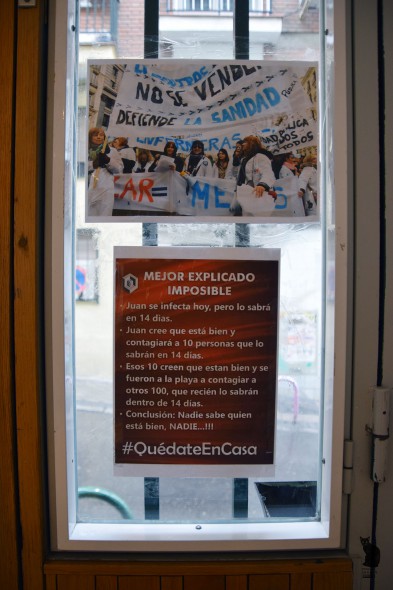 NO SE VENDE
DEFIENDE LA SANIDAD
ENFERMERAS
MEJOR EXPLICADO
IMPOSIBLE
· Juan se infecta hoy, pero lo sabrá
en 14 días.
· Juan cree que está bien y
contagiará a 10 personas que lo
sabrán en 14 días.
· Esos 10 creen que estan bien y se
fueron a la playa a contagiar a
otros 100, que recién lo sabrán
dentro de 14 días.
· Conclusión: Nadie sabe quien
está bien, NADIE...!!!
#QuédateEnCasa